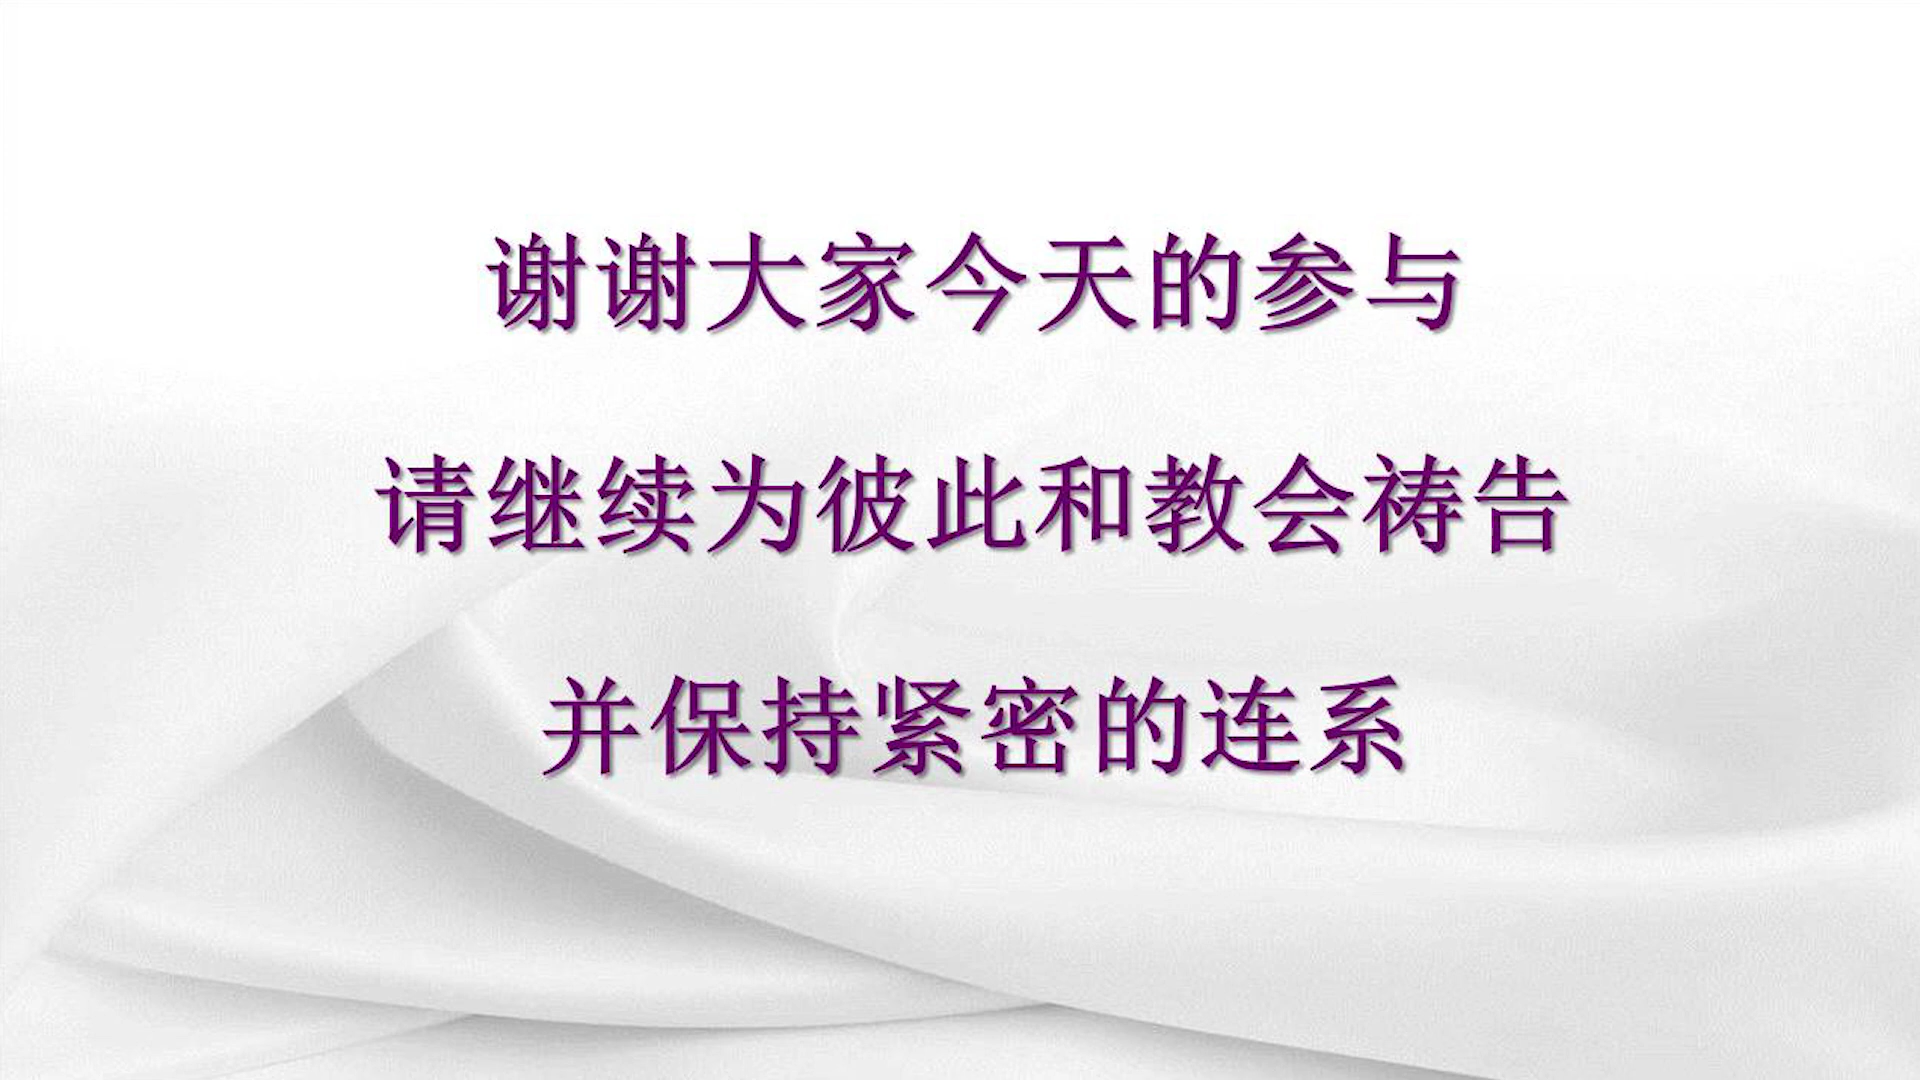 谢谢大家今天的参与
请继续为彼此和教会祷告
并保持紧密的连系